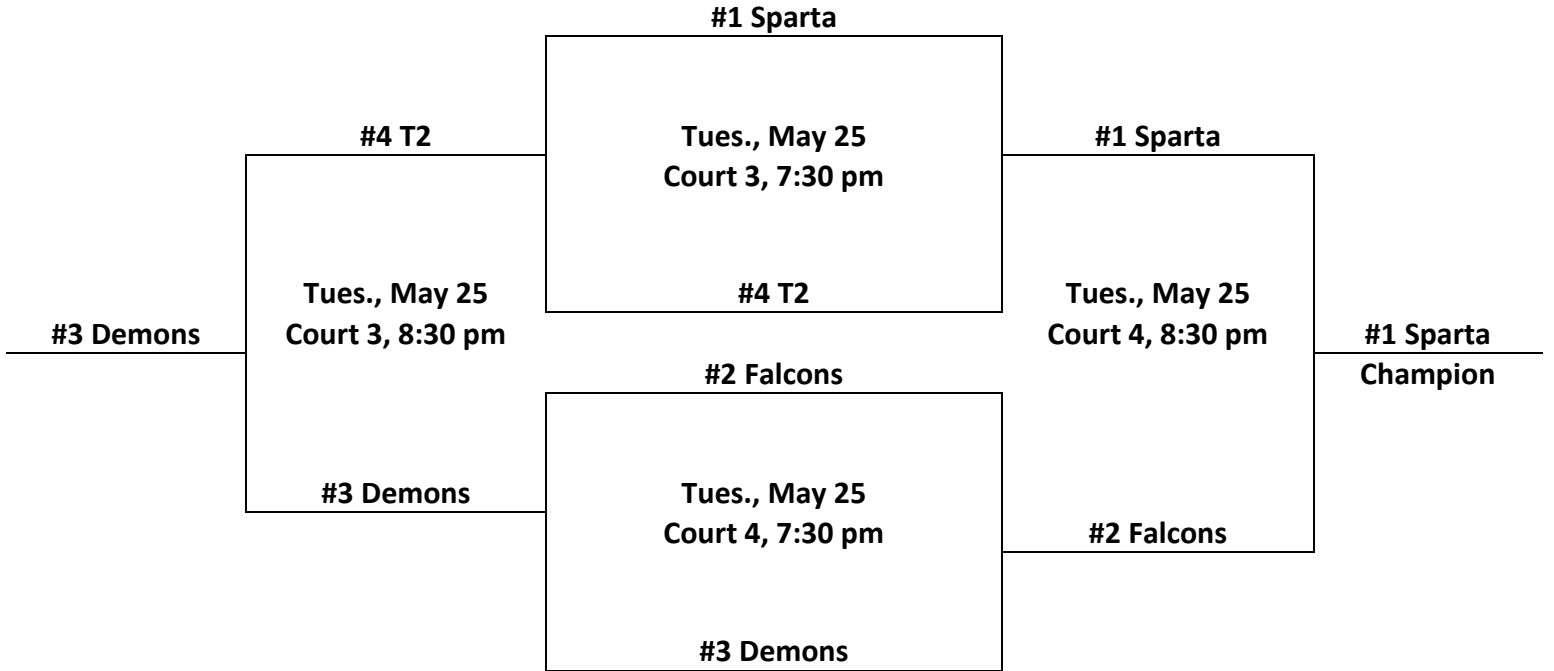 #1 Sparta
#4 T2
Tues., May 25
Court 3, 7:30 pm
#1 Sparta
Tues., May 25
Court 3, 8:30 pm
#4 T2
Tues., May 25
Court 4, 8:30 pm
#3 Demons
#1 Sparta
Champion
#2 Falcons
#3 Demons
Tues., May 25
Court 4, 7:30 pm
#2 Falcons
#3 Demons